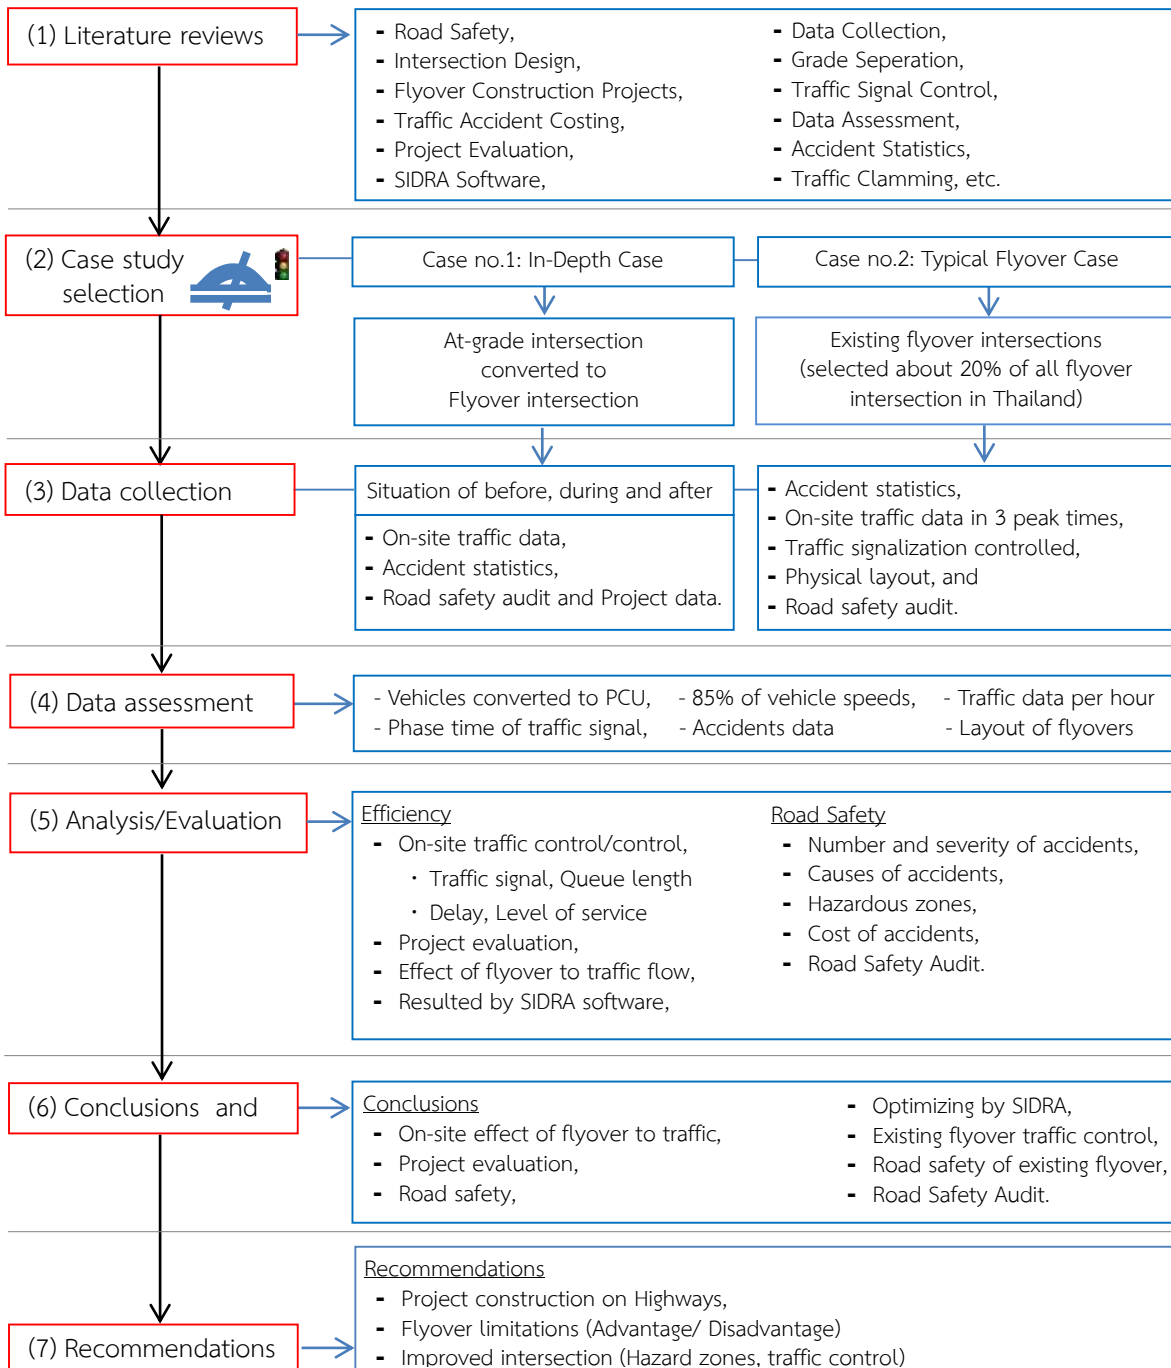 (1) Literature reviews
- Road Safety,
- Intersection Design,
- Flyover Construction Projects,
- Traffic Accident Costing,
- Project Evaluation,
- SIDRA Software,
- Data Collection,
- Grade Seperation,
- Traffic Signal Control,
- Data Assessment,
- Accident Statistics,
- Traffic Clamming, etc.
(2) Case study
selection
Case no.1: In-Depth Case
Case no.2: Typical Flyover Case
At-grade intersection
converted to
Flyover intersection
Existing flyover intersections
(selected about 20% of all flyover
intersection in Thailand)
(3) Data collection
Situation of before, during and after
- On-site traffic data,
- Accident statistics,
- Road safety audit and Project data.
- Accident statistics,
- On-site traffic data in 3 peak times,
- Traffic signalization controlled,
- Physical layout, and
- Road safety audit.
(4) Data assessment
- Vehicles converted to PCU, - 85% of vehicle speeds, - Traffic data per hour
- Phase time of traffic signal, - Accidents data - Layout of flyovers
(5) Analysis/Evaluation
Efficiency
- On-site traffic control/control,
· Traffic signal, Queue length
· Delay, Level of service
- Project evaluation,
- Effect of flyover to traffic flow,
- Resulted by SIDRA software,
Road Safety
- Number and severity of accidents,
- Causes of accidents,
- Hazardous zones,
- Cost of accidents,
- Road Safety Audit.
(6) Conclusions and
Conclusions
- On-site effect of flyover to traffic,
- Project evaluation,
- Road safety,
- Optimizing by SIDRA,
- Existing flyover traffic control,
- Road safety of existing flyover,
- Road Safety Audit.
(7) Recommendations
Recommendations
- Project construction on Highways,
- Flyover limitations (Advantage/ Disadvantage)
- Improved intersection (Hazard zones, traffic control)